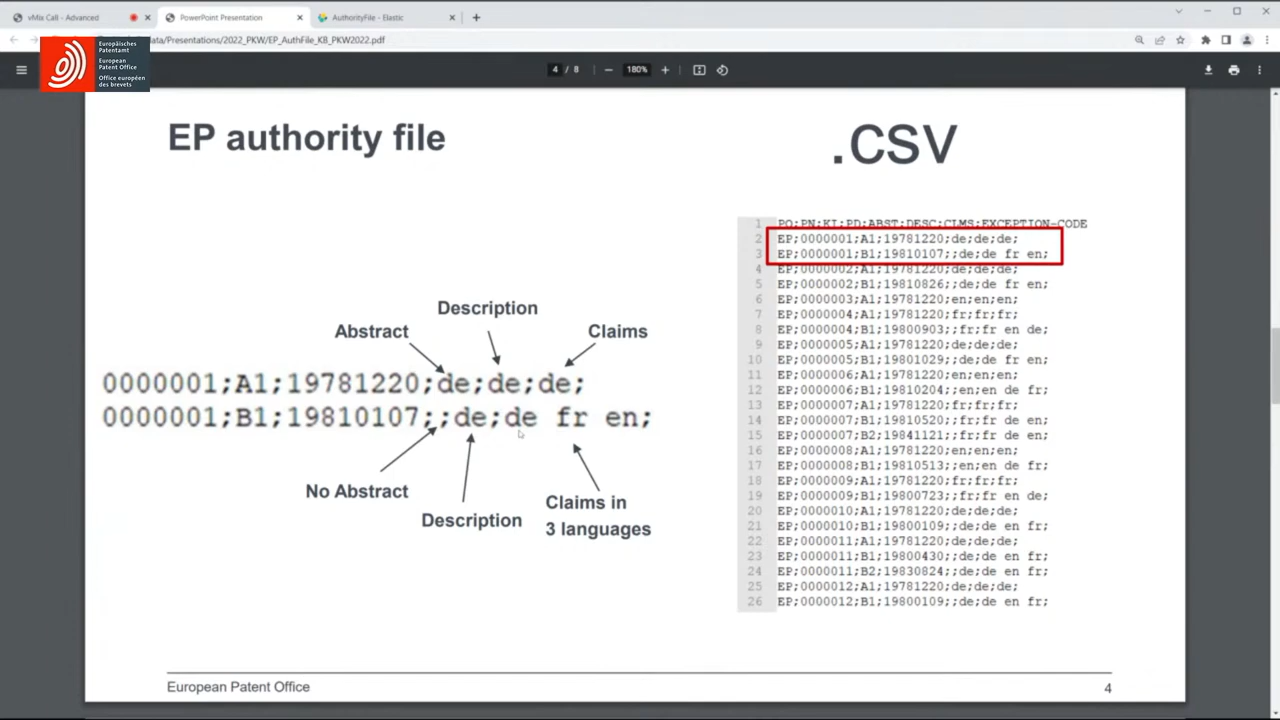 vMix Call - Advanced
PowerPoint Presentation
AuthorityFile - Elastic
data/Presentations/2022_PKW/EP_AuthFile_KB_PKW2022.pdf
Europäisches
Patentamt
European
Patent Office
Office européen
des brevets
4 / 8
180%
EP authority file
.CSV
Description
Abstract
Claims
0000001;A1;19781220;de;de;de;
0000001;B1;19810107;;de;de fr en;
No Abstract
Description
Claims in
3 languages
1 PO;PN;KI;PD;ABST;DESC;CLMS;EXCEPTION-CODE
2 EP;0000001;A1;19781220;de;de;de;
3 EP;0000001;B1;19810107;;de;de fr en;
4 EP;0000002;A1;19781220;de;de;de;
5 EP;0000002;B1;19810826;;de;de fr en;
6 EP;0000003;A1;19781220;en;en;en;
7 EP;0000004;A1;19781220;fr;fr;fr;
8 EP;0000004;B1;19800903;;fr;fr en de;
9 EP;0000005;A1;19781220;de;de;de;
10 EP;0000005;B1;19801029;;de;de fr en;
11 EP;0000006;A1;19781220;en;en;en;
12 EP;0000006;B1;19810204;;en;en de fr;
13 EP;0000007;A1;19781220;fr;fr;fr;
14 EP;0000007;B1;19810520;;fr;fr de en;
15 EP;0000007;B2;19841121;;fr;fr de en;
16 EP;0000008;A1;19781220;en;en;en;
17 EP;0000008;B1;19810513;;en;en de fr;
18 EP;0000009;A1;19781220;fr;fr;fr;
19 EP;0000009;B1;19800723;;fr;fr en de;
20 EP;0000010;A1;19781220;de;de;de;
21 EP;0000010;B1;19800109;;de;de en fr;
22 EP;0000011;A1;19781220;de;de;de;
23 EP;0000011;B1;19800430;;de;de en fr;
24 EP;0000011;B2;19830824;;de;de en fr;
25 EP;0000012;A1;19781220;de;de;de;
26 EP;0000012;B1;19800109;;de;de en fr;
European Patent Office
4